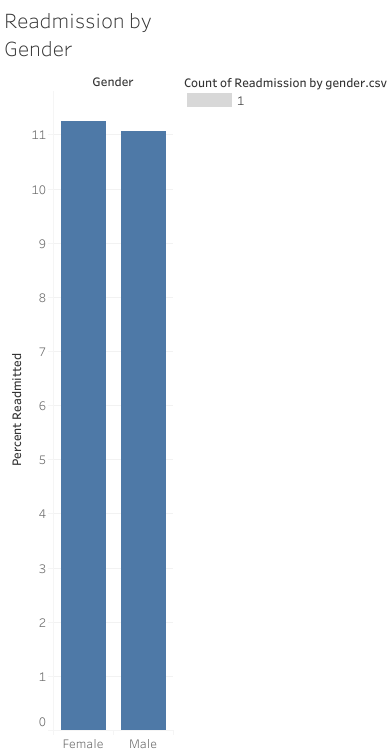 Readmission by
Gender
Gender
Count of Readmission by gender.csv
1
Percent Readmitted
11
10
9
8
7
6
5
4
3
2
1
0
Female Male